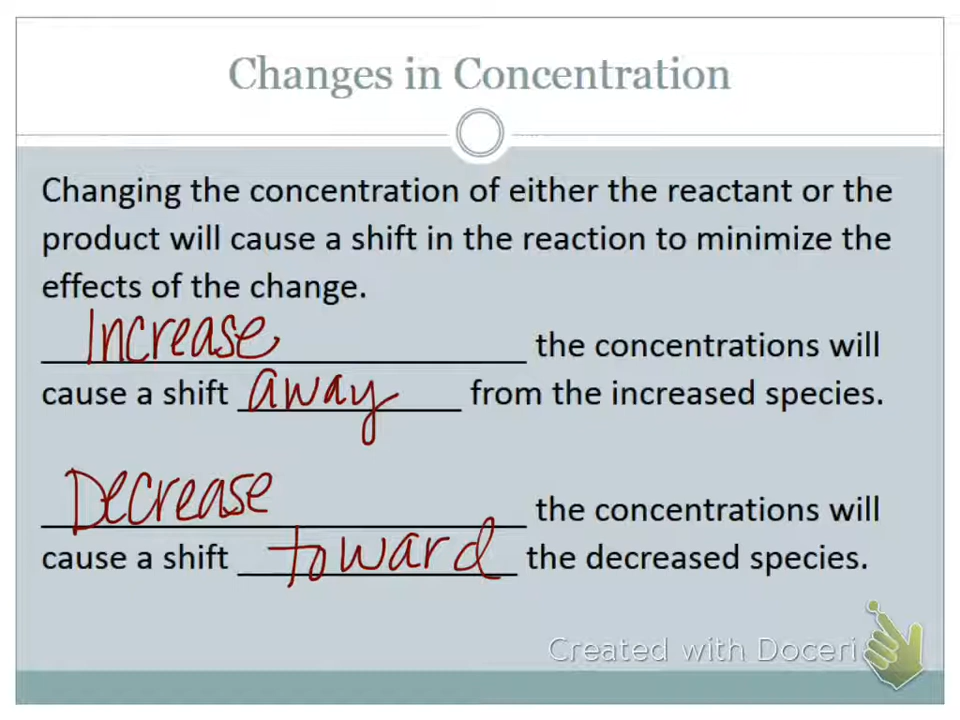 Changes in Concentration
Changing the concentration of either the reactant or the
product will cause a shift in the reaction to minimize the
effects of the change.
Increase the concentrations will
cause a shift away from the increased species.
Decrease the concentrations will
cause a shift toward the decreased species.
Created with Doceri